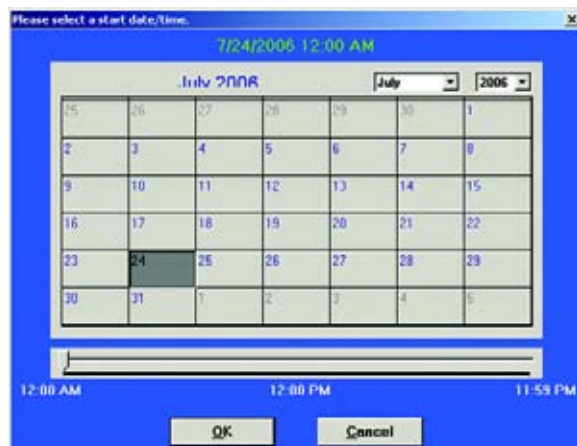 Please select a start date/time.
7/24/2006 12:00 AM
July 2006 July 2006
25 26 27 28 29 30 1
2 3 4 5 6 7 8
9 10 11 12 13 14 15
16 17 18 19 20 21 22
23 24 25 26 27 28 29
30 31 1 2 3 4 5
12:00 AM 12:00 PM 11:59 PM
OK Cancel